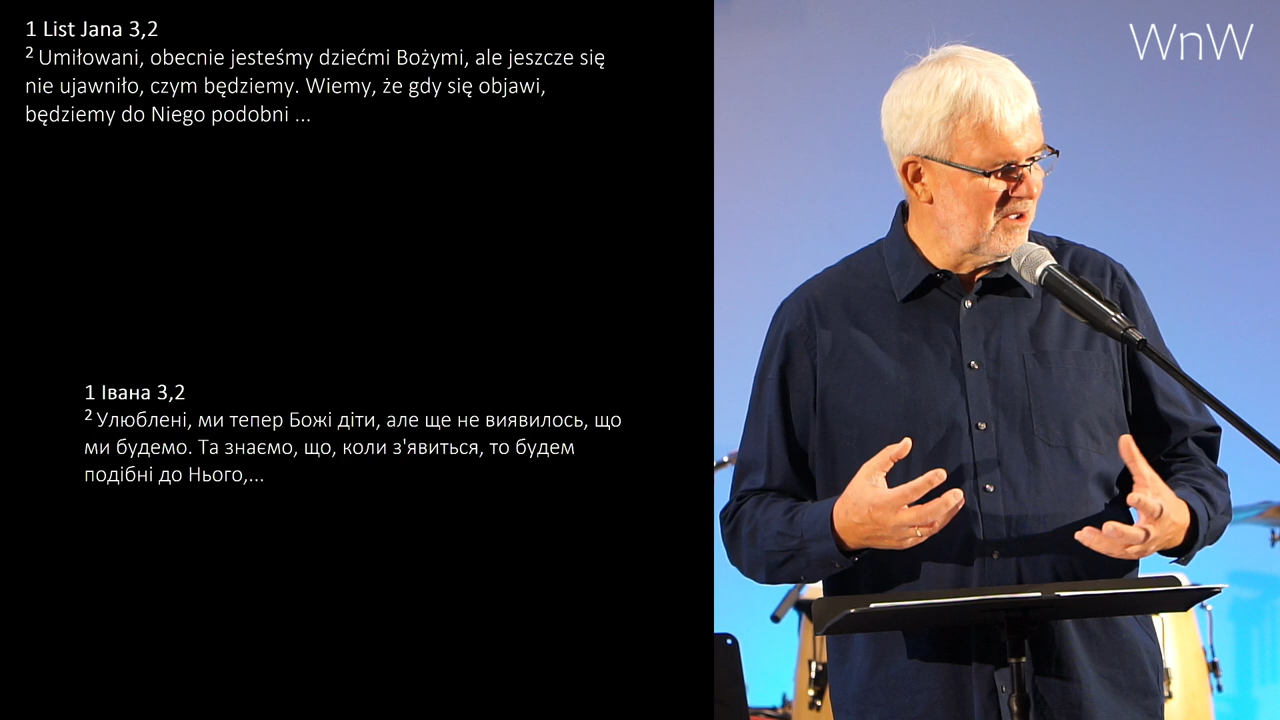 1 List Jana 3,2
2 Umiłowani, obecnie jesteśmy dziećmi Bożymi, ale jeszcze się
nie ujawniło, czym będziemy. Wiemy, że gdy się objawi,
będziemy do Niego podobni ...
1 Івана 3,2
2 Улюблені, ми тепер Божі діти, але ще не виявилось, що
ми будемо. Та знаємо, що, коли з'явиться, то будем
подібні до Нього,...
WnW